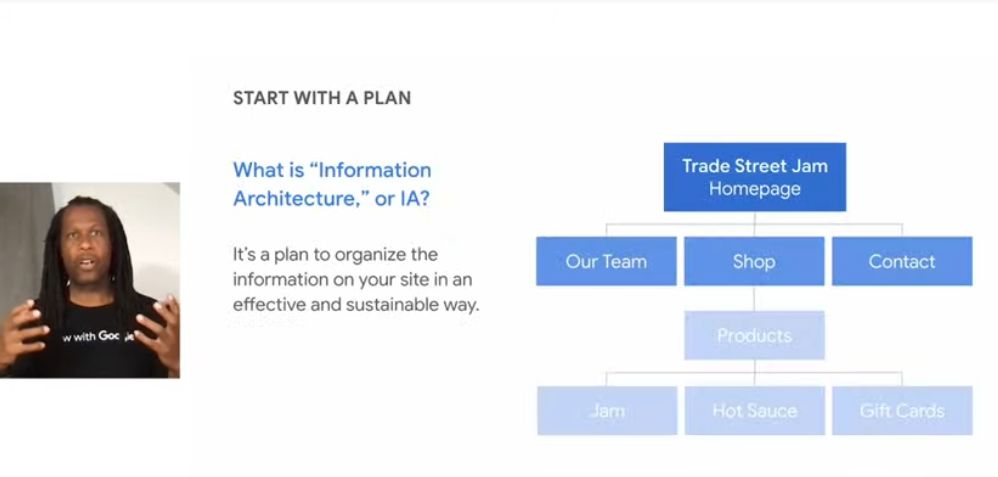 START WITH A PLAN
What is “Information
Architecture,” or IA?
It’s a plan to organize the
information on your site in an
effective and sustainable way.
w with Goo le
Trade Street Jam
Homepage
Our Team
Shop
Contact
Products
Jam
Hot Sauce
Gift Cards